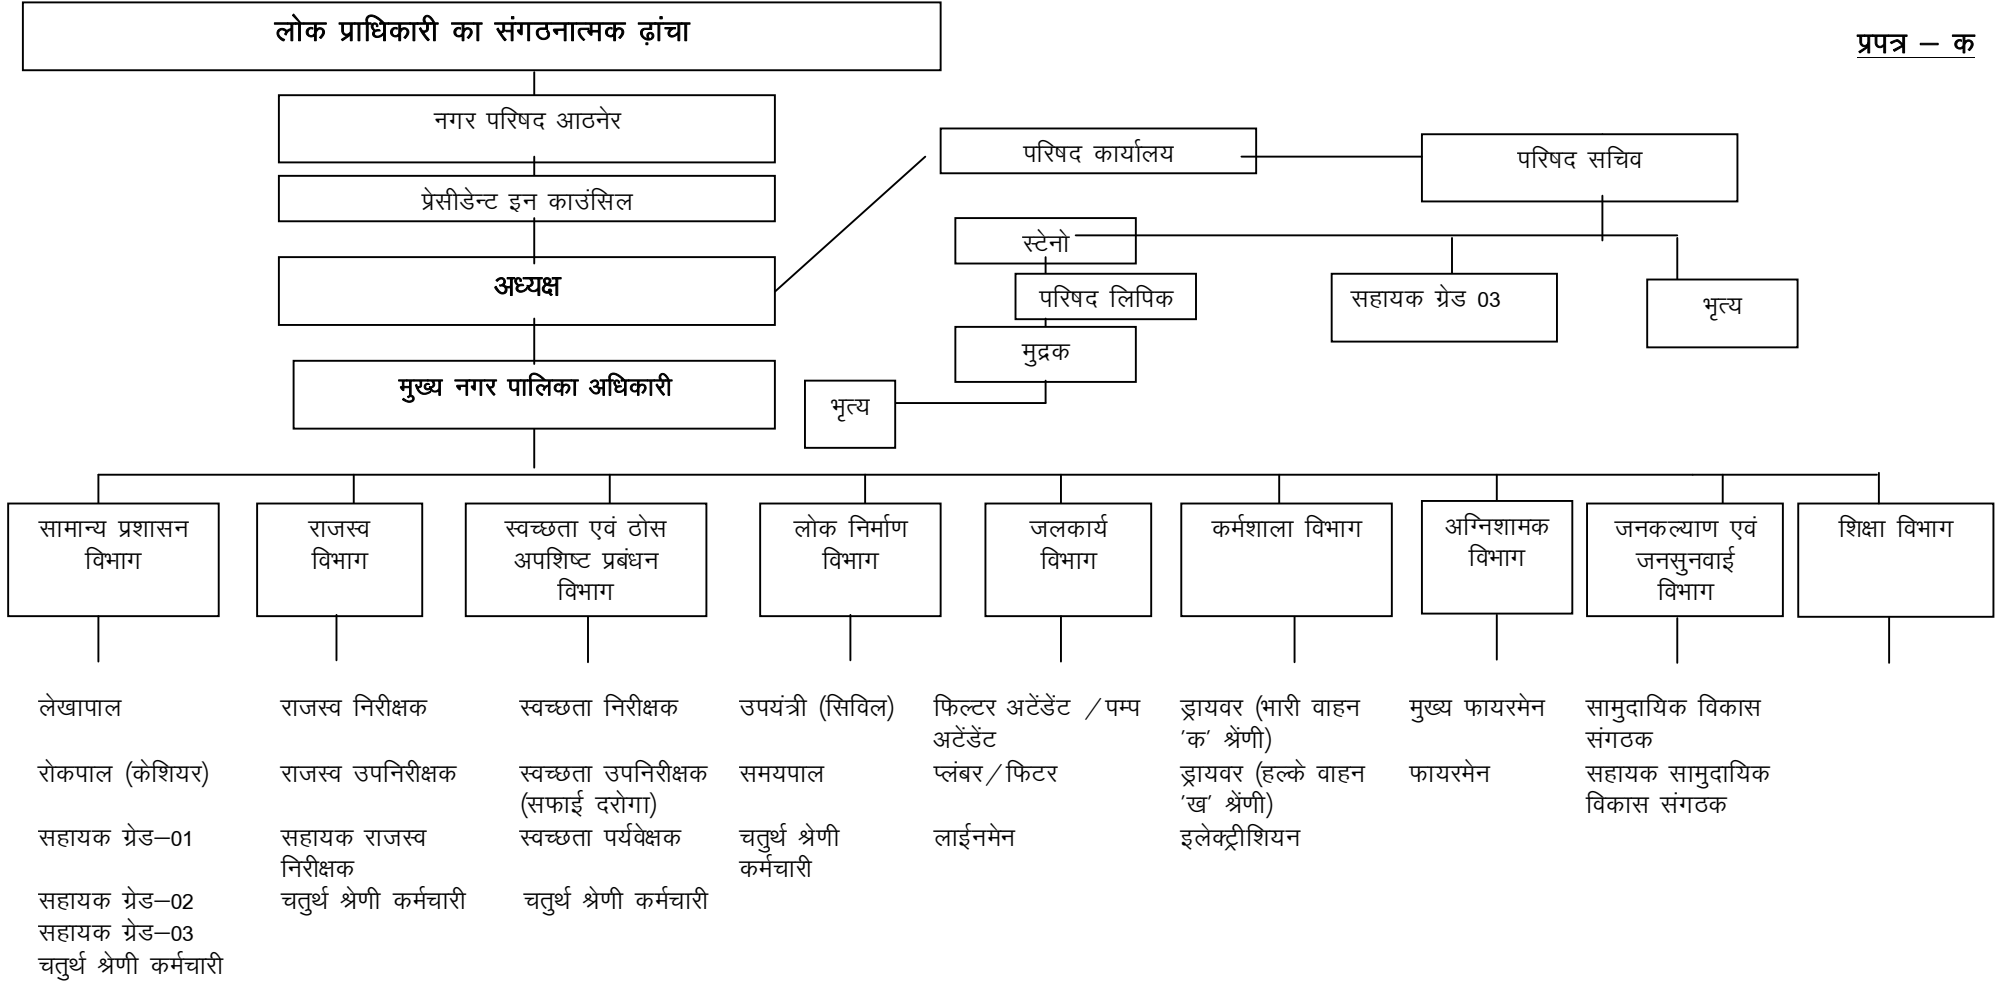 लोक प्राधिकारी का संगठनात्मक ढ़ांचा
प्रपत्र – क
नगर परिषद आठनेर
परिषद कार्यालय
परिषद सचिव
प्रेसीडेन्ट इन काउंसिल
स्टेनो
अध्यक्ष
परिषद लिपिक
सहायक ग्रेड 03
भृत्य
मुद्रक
मुख्य नगर पालिका अधिकारी
भृत्य
सामान्य प्रशासन
विभाग
राजस्व
विभाग
स्वच्छता एवं ठोस
अपशिष्ट प्रबंधन
विभाग
लोक निर्माण
विभाग
जलकार्य
विभाग
कर्मशाला विभाग
अग्निशामक
विभाग
जनकल्याण एवं
जनसुनवाई
विभाग
शिक्षा विभाग
लेखापाल
राजस्व निरीक्षक
स्वच्छता निरीक्षक
उपयंत्री (सिविल)
फिल्टर अटेंडेंट /पम्प
अटेंडेंट
ड्रायवर (भारी वाहन
'क' श्रेंणी)
मुख्य फायरमेन
सामुदायिक विकास
संगठक
रोकपाल (केशियर)
राजस्व उपनिरीक्षक
स्वच्छता उपनिरीक्षक
(सफाई दरोगा)
समयपाल
प्लंबर/फिटर
ड्रायवर (हल्के वाहन
'ख' श्रेंणी)
फायरमेन
सहायक सामुदायिक
विकास संगठक
सहायक ग्रेड–01
सहायक राजस्व
निरीक्षक
स्वच्छता पर्यवेक्षक
चतुर्थ श्रेणी
कर्मचारी
लाईनमेन
इलेक्ट्रीशियन
सहायक ग्रेड–02
चतुर्थ श्रेणी कर्मचारी
चतुर्थ श्रेणी कर्मचारी
सहायक ग्रेड–03
चतुर्थ श्रेणी कर्मचारी